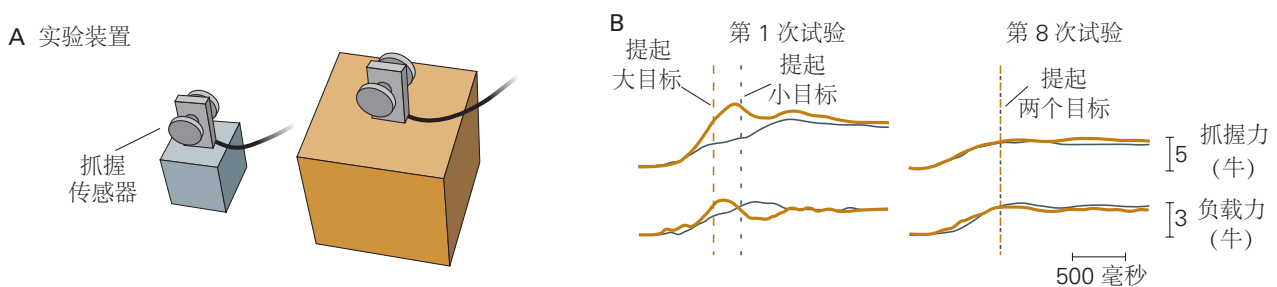 A 实验装置
抓握
传感器
B
第 1 次试验
第 8 次试验
提起
大目标
提起
小目标
提起
两个目标
5
抓握力
(牛)
3
负载力
(牛)
500 毫秒